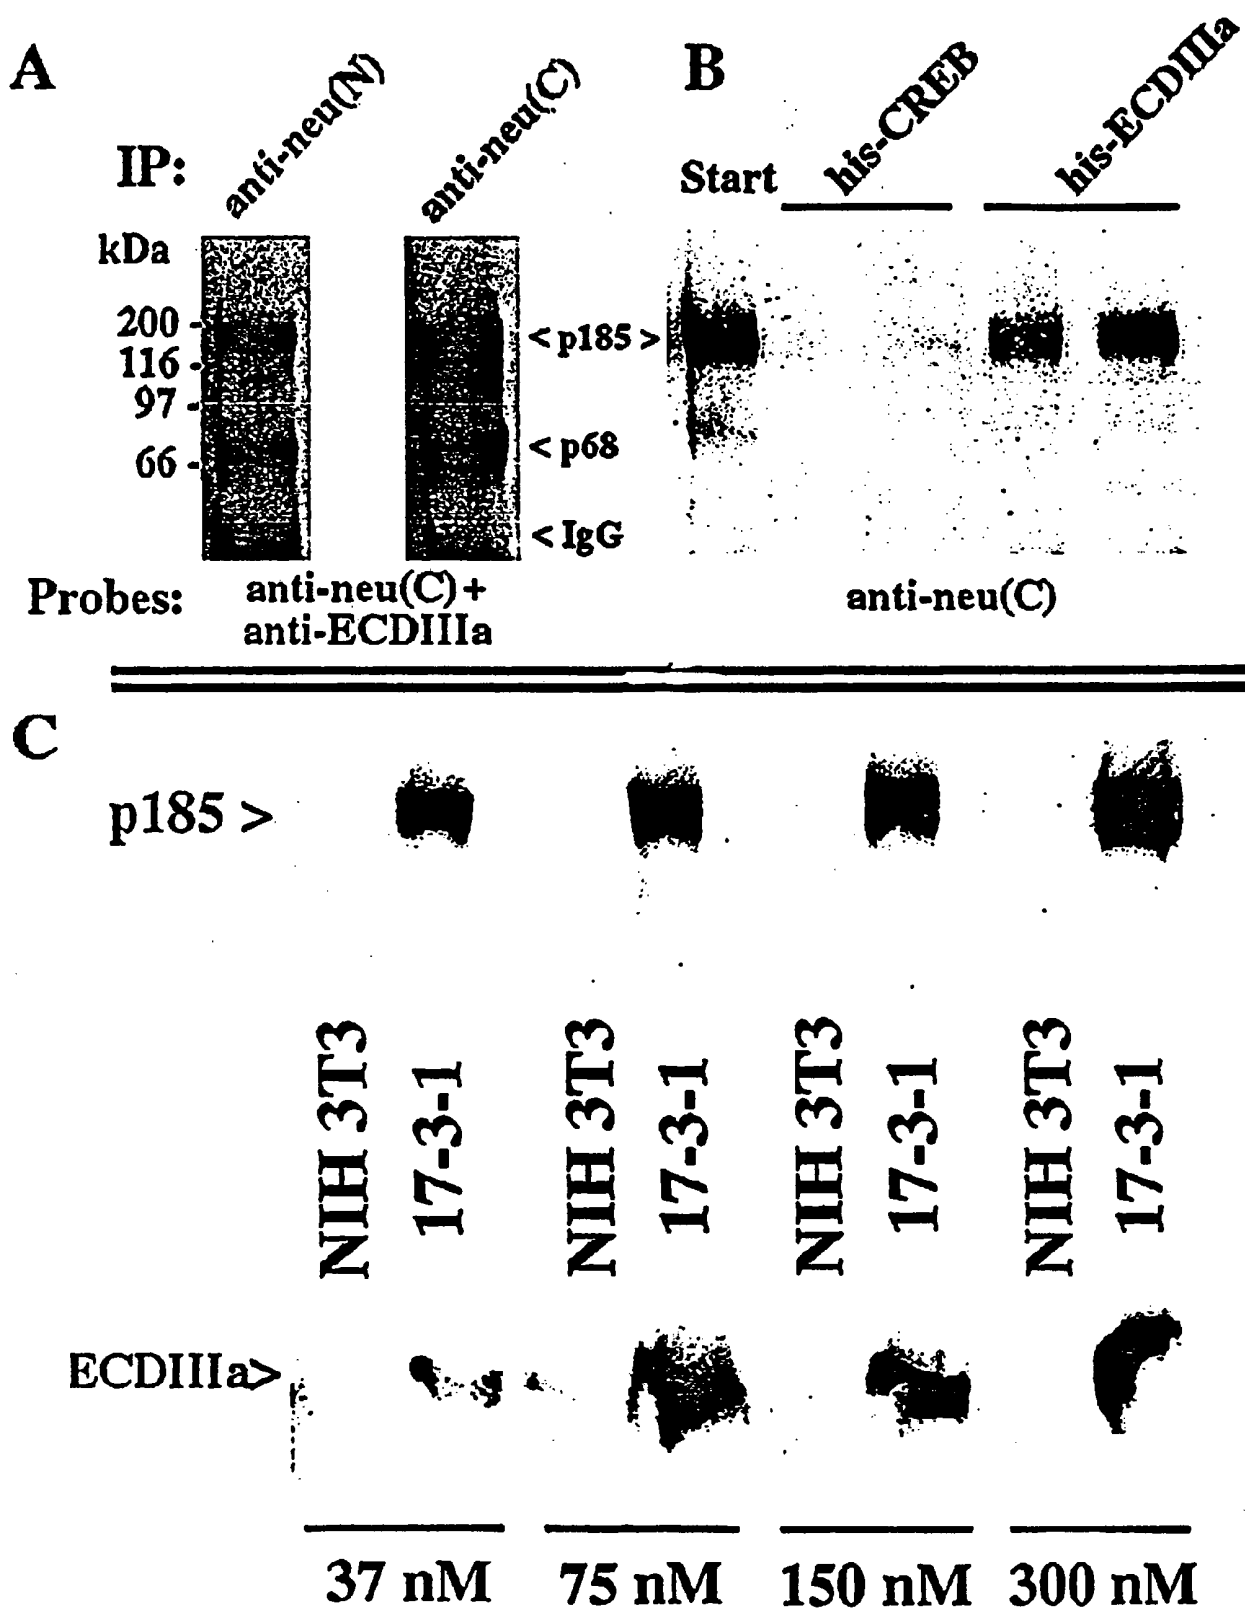 A
IP:
anti-neu(N)
anti-neu(C)
kDa
200
116
97
66
< p185 >
< p68
< IgG
Probes:
anti-neu(C)+
anti-ECDIIIa
B
Start
his-CREB
his-ECDIIIa
anti-neu(C)
C
p185 >
NIH 3T3
17-3-1
NIH 3T3
17-3-1
NIH 3T3
17-3-1
NIH 3T3
17-3-1
ECDIIIa>
37 nM
75 nM
150 nM
300 nM